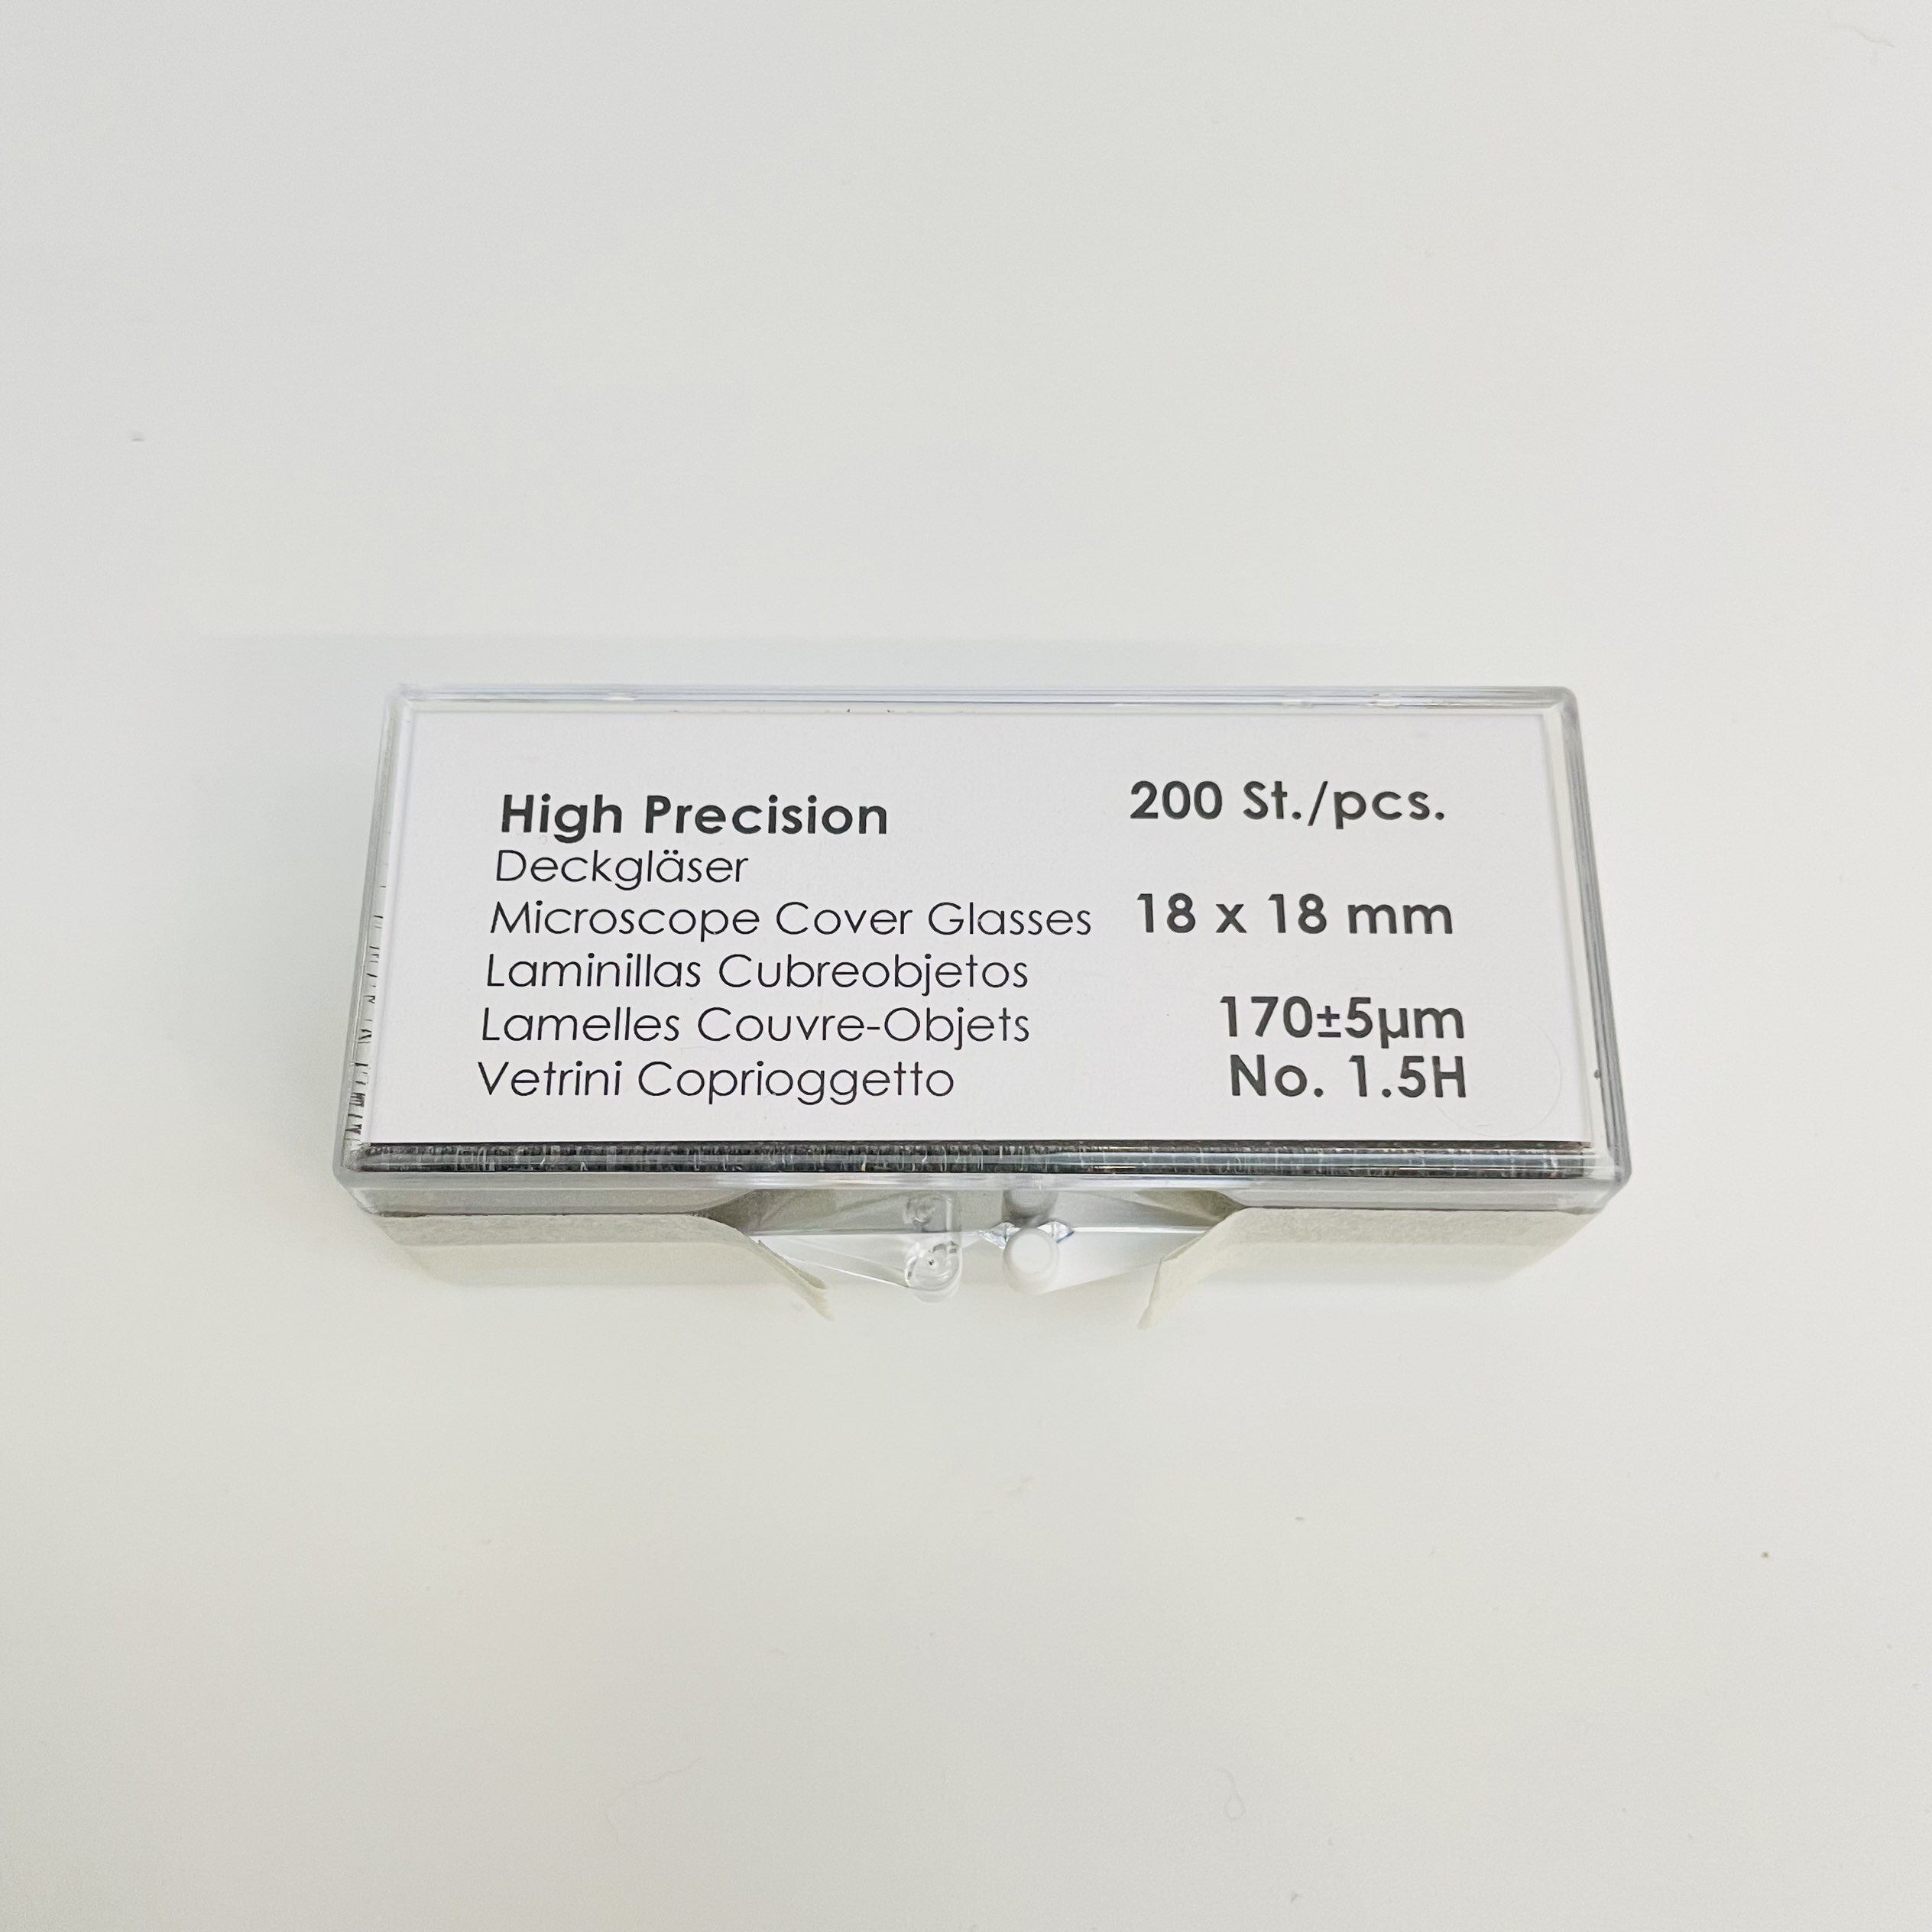 High Precision
Deckgläser
Microscope Cover Glasses
Laminillas Cubreobjetos
Lamelles Couvre-Objets
Vetrini Coprioggetto
200 St./pcs.
18 x 18 mm
170±5µm
No. 1.5H